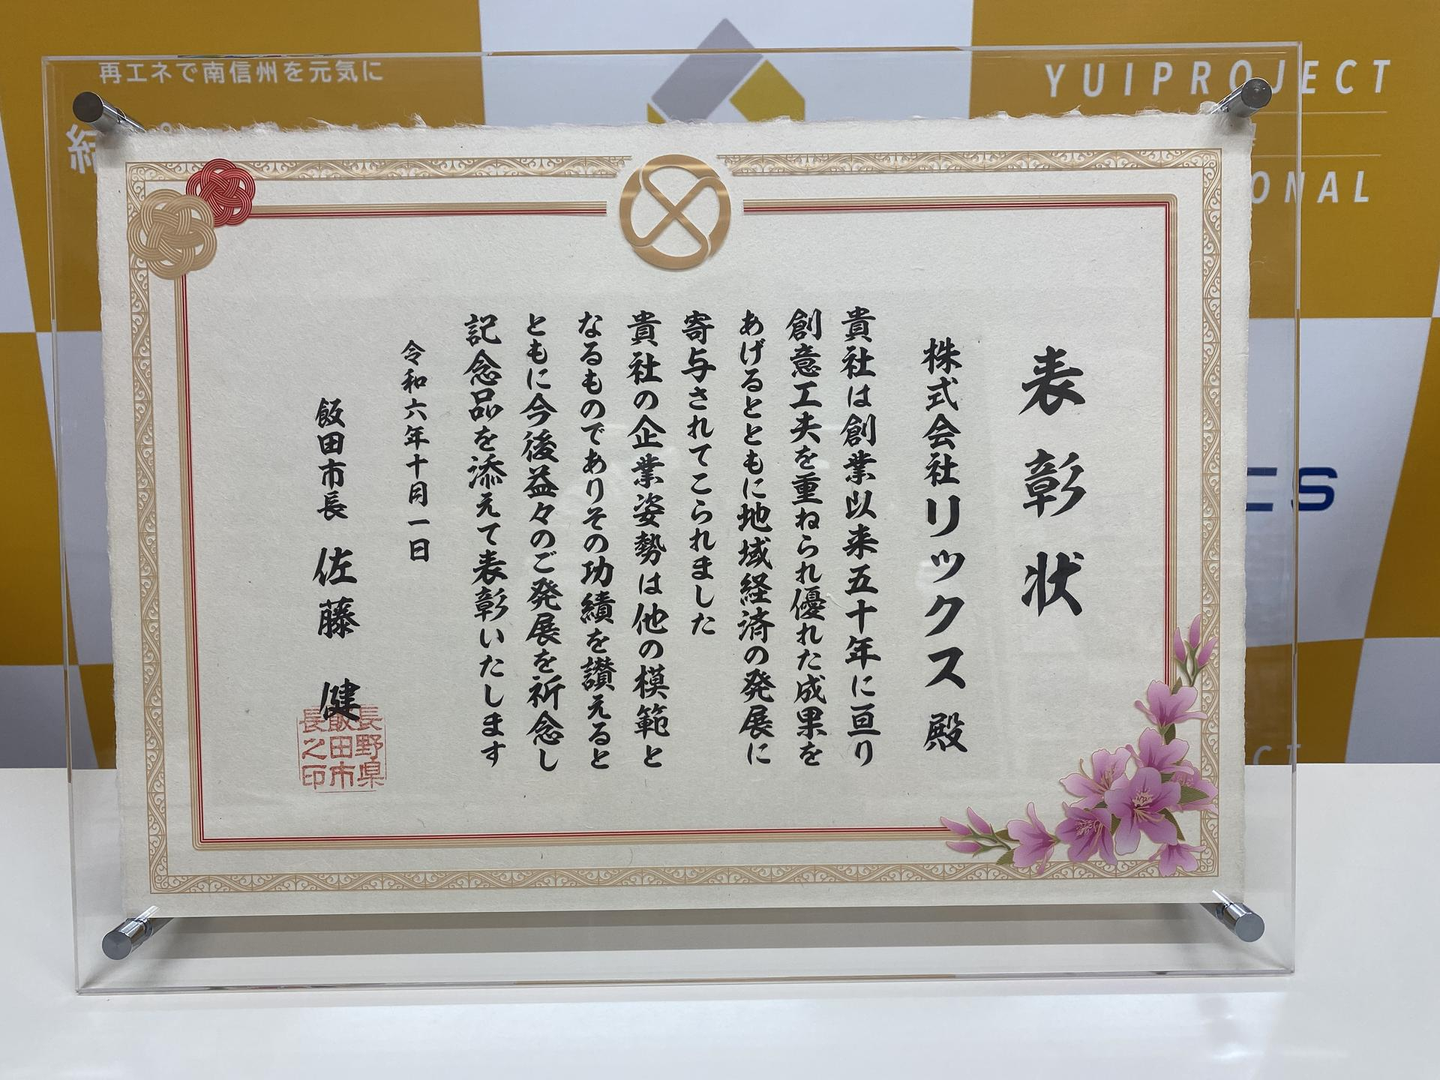 再エネで南信州を元気に
YUIPROJECT
ONAL
CS
表彰状
株式会社リックス殿
貴社は創業以来五十年に亘り
創意工夫を重ねられ優れた成果を
あげるとともに地域経済の発展に
寄与されてこられました
貴社の企業姿勢は他の模範と
なるものでありその功績を讃えると
ともに今後益々のご発展を祈念し
記念品を添えて表彰いたします
令和六年十月一日
飯田市長 佐藤 健
長野県
飯田市
長之印